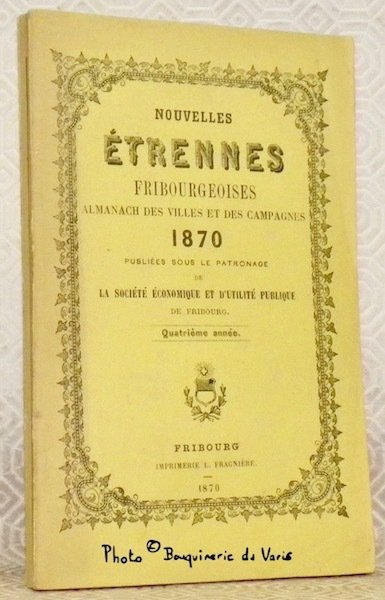 NOUVELLES
ÉTRENNES
FRIBOURGEOISES
ALMANACH DES VILLES ET DES CAMPAGNES
1870
PUBLIÉES SOUS LE PATRONAGE
DE
LA SOCIÉTÉ ÉCONOMIQUE ET D'UTILITÉ PUBLIQUE
DE FRIBOURG.
Quatrième année.
FRIBOURG
IMPRIMERIE L. FRAGNIÈRE.
1870
Photo © Bouquinerie du Varis